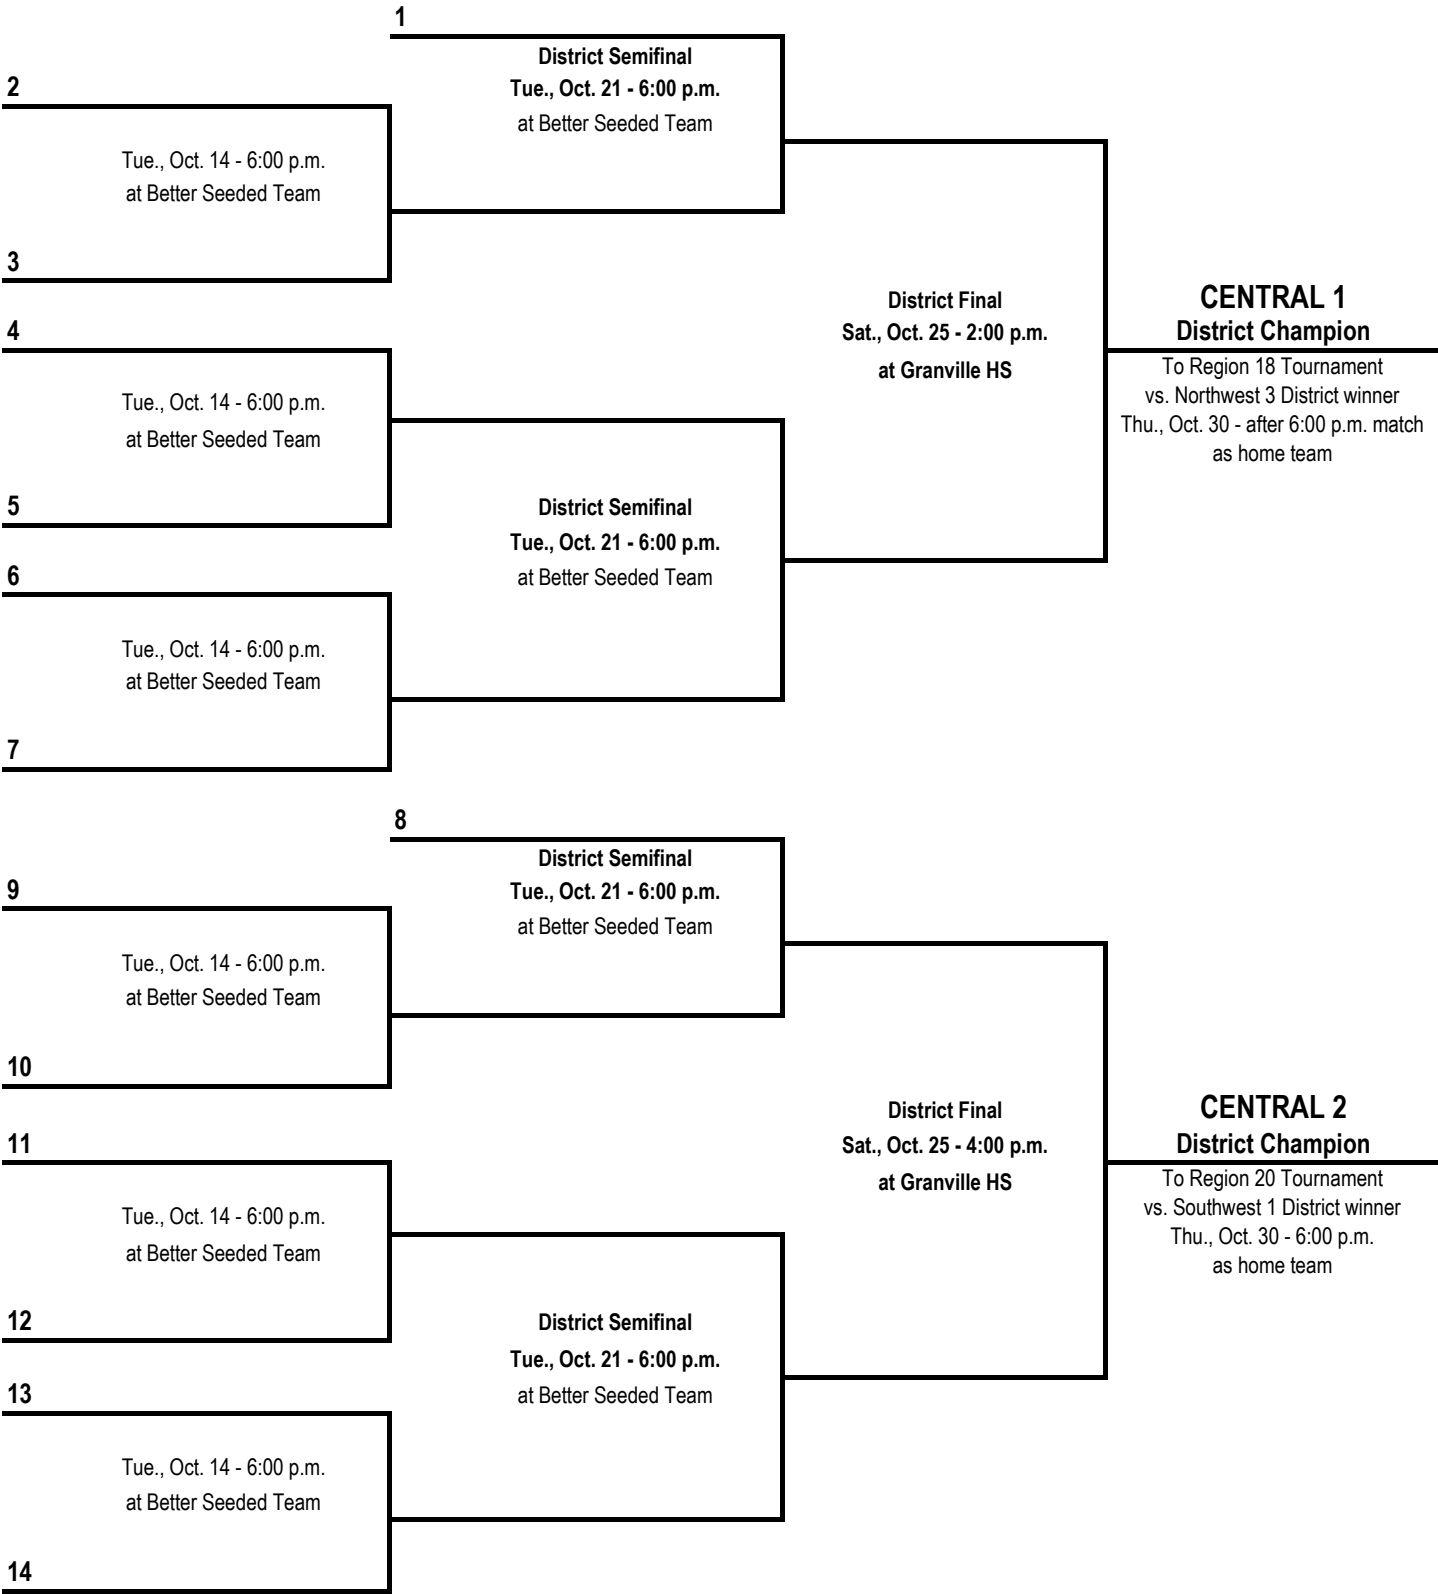 1
District Semifinal
Tue., Oct. 21 - 6:00 p.m.
at Better Seeded Team
2
Tue., Oct. 14 - 6:00 p.m.
at Better Seeded Team
3
District Final
Sat., Oct. 25 - 2:00 p.m.
at Granville HS
CENTRAL 1
District Champion
To Region 18 Tournament
vs. Northwest 3 District winner
Thu., Oct. 30 - after 6:00 p.m. match
as home team
4
Tue., Oct. 14 - 6:00 p.m.
at Better Seeded Team
5
District Semifinal
Tue., Oct. 21 - 6:00 p.m.
at Better Seeded Team
6
Tue., Oct. 14 - 6:00 p.m.
at Better Seeded Team
7
8
District Semifinal
Tue., Oct. 21 - 6:00 p.m.
at Better Seeded Team
9
Tue., Oct. 14 - 6:00 p.m.
at Better Seeded Team
10
District Final
Sat., Oct. 25 - 4:00 p.m.
at Granville HS
CENTRAL 2
District Champion
To Region 20 Tournament
vs. Southwest 1 District winner
Thu., Oct. 30 - 6:00 p.m.
as home team
11
Tue., Oct. 14 - 6:00 p.m.
at Better Seeded Team
12
District Semifinal
Tue., Oct. 21 - 6:00 p.m.
at Better Seeded Team
13
Tue., Oct. 14 - 6:00 p.m.
at Better Seeded Team
14